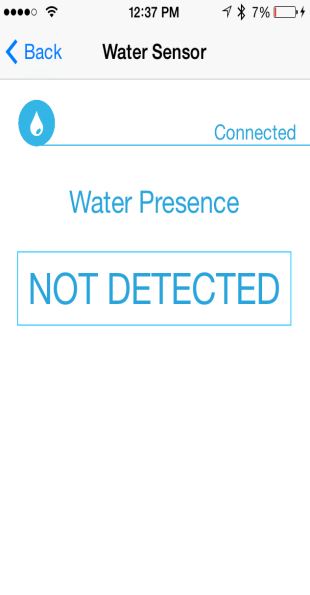 12:37 PM 7%
Back Water Sensor
Connected
Water Presence
NOT DETECTED